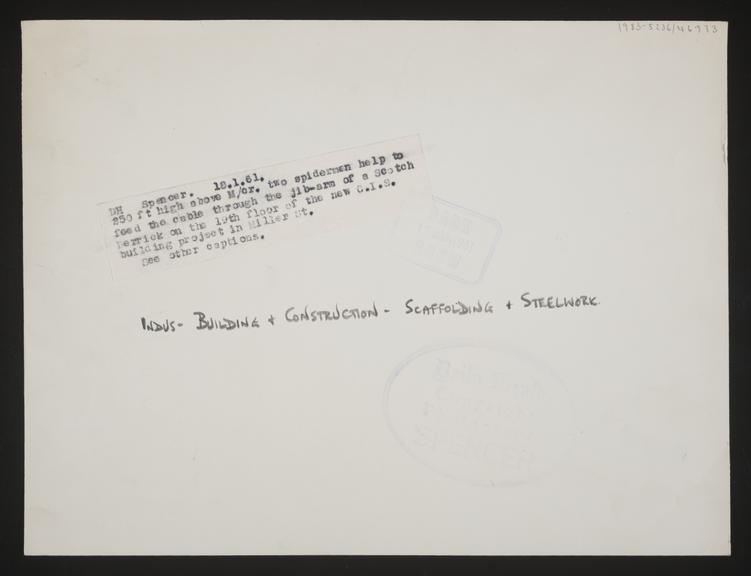 1983-5236/46973
DH Spencer. 18.1.61.
250 ft high above M/cr. two spidermen help to
feed the cable through the jib-arm of a Scotch
Derrick on the 19th floor of the new C.I.S.
building project in Miller St.
See other captions.
INDUS- BUILDING + CONSTRUCTION - SCAFFOLDING + STEELWORK.
SPENCER